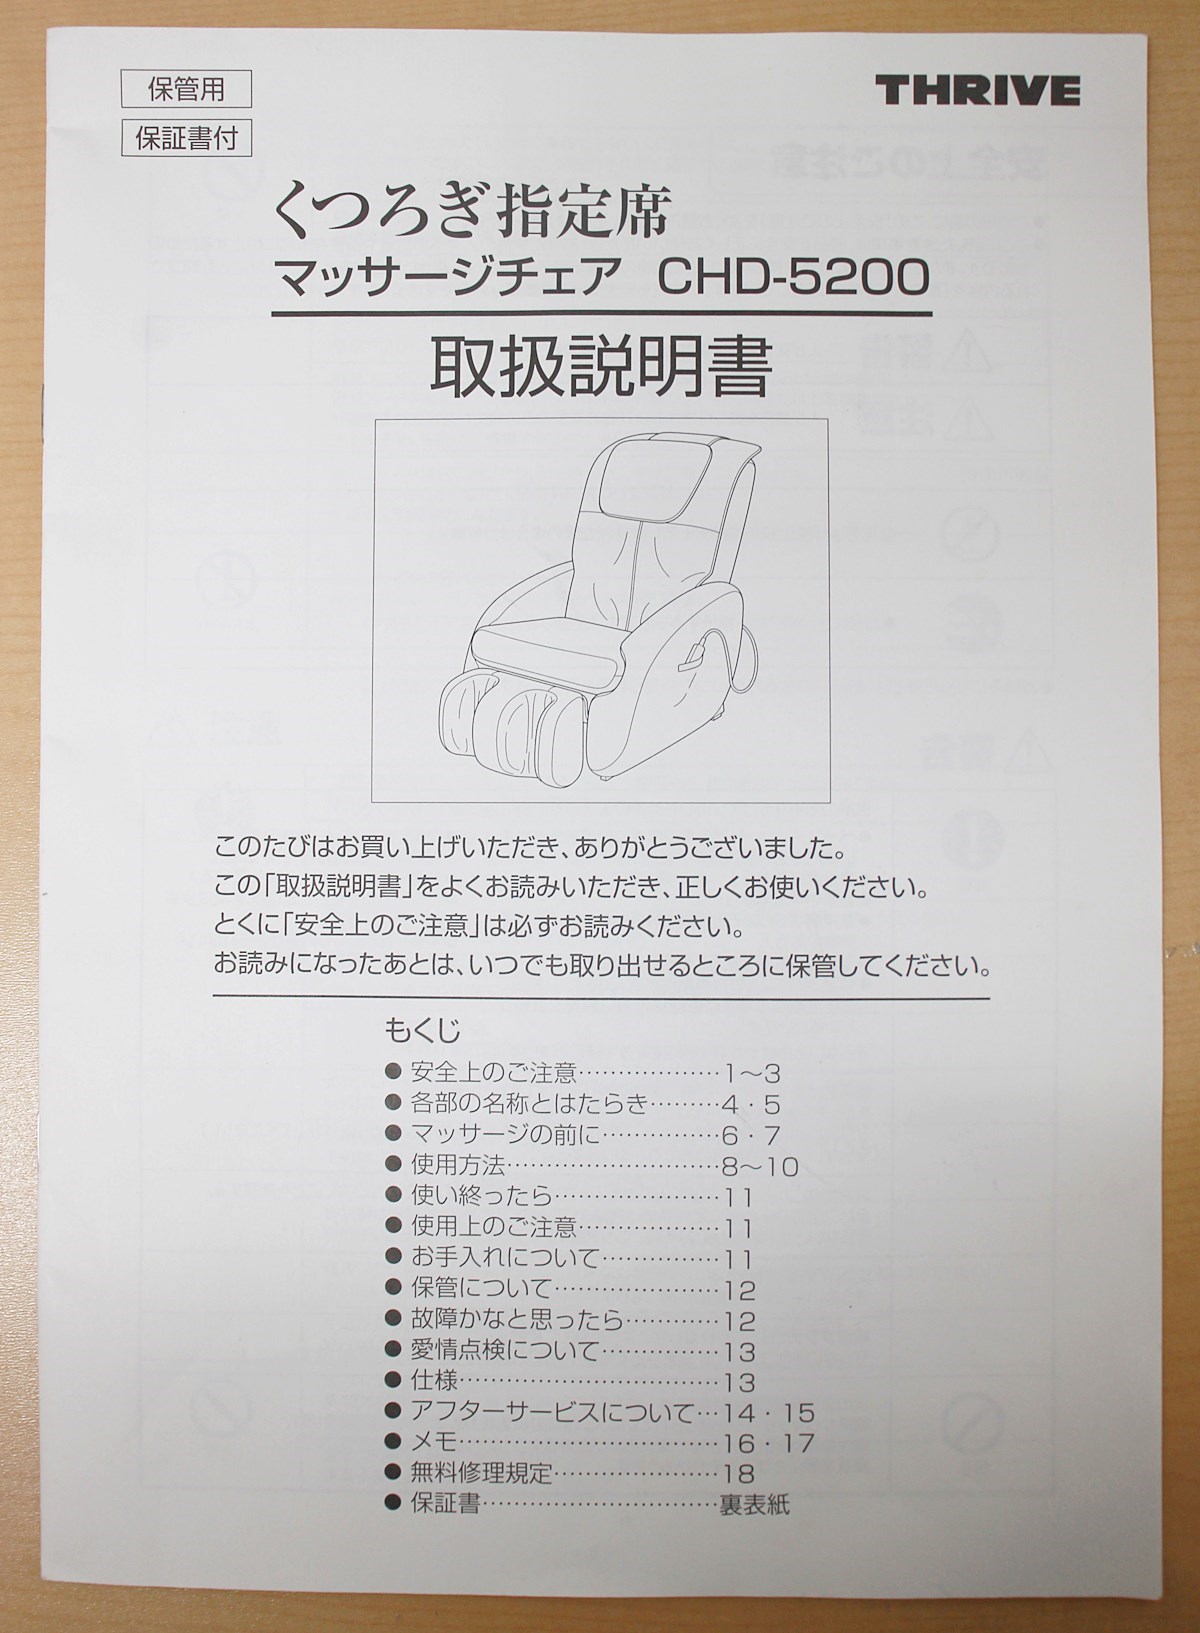 保管用
THRIVE
保証書付
くつろぎ指定席
マッサージチェア CHD-5200
取扱説明書
このたびはお買い上げいただき、ありがとうございました。
この「取扱説明書」をよくお読みいただき、正しくお使いください。
とくに「安全上のご注意」は必ずお読みください。
お読みになったあとは、いつでも取り出せるところに保管してください。
もくじ
● 安全上のご注意………………1～3
● 各部の名称とはたらき………4・5
● マッサージの前に……………6・7
● 使用方法………………………8～10
● 使い終ったら…………………11
● 使用上のご注意………………11
● お手入れについて……………11
● 保管について…………………12
● 故障かなと思ったら…………12
● 愛情点検について……………13
● 仕様……………………………13
● アフターサービスについて…14・15
● メモ……………………………16・17
● 無料修理規定…………………18
● 保証書…………………………裏表紙